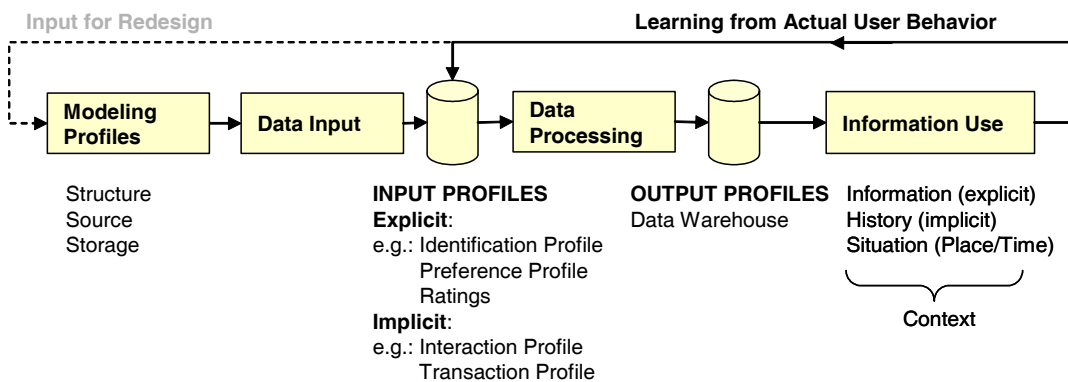 Input for Redesign
Learning from Actual User Behavior
Modeling
Profiles
Data Input
Data
Processing
Information Use
Structure
Source
Storage
INPUT PROFILES
Explicit:
e.g.: Identification Profile
Preference Profile
Ratings
Implicit:
e.g.: Interaction Profile
Transaction Profile
OUTPUT PROFILES
Data Warehouse
Information (explicit)
History (implicit)
Situation (Place/Time)
Context